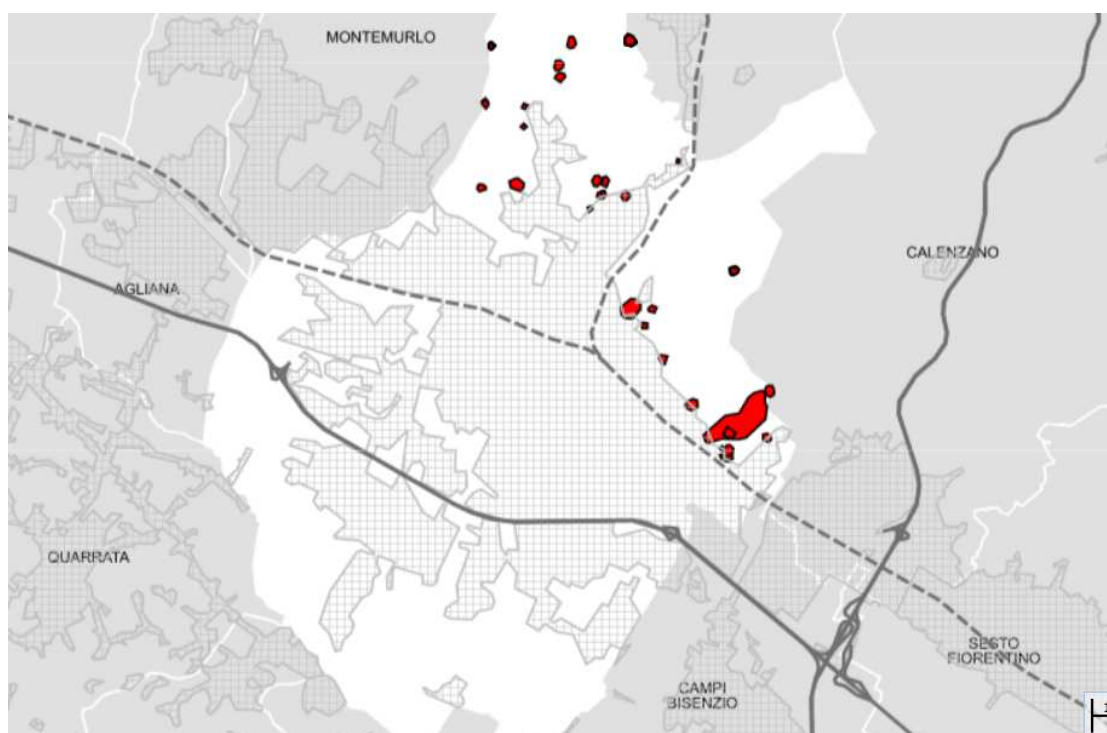 MONTEMURLO
CALENZANO
AGLIANA
QUARRATA
SESTO
FIORENTINO
CAMPI
BISENZIO